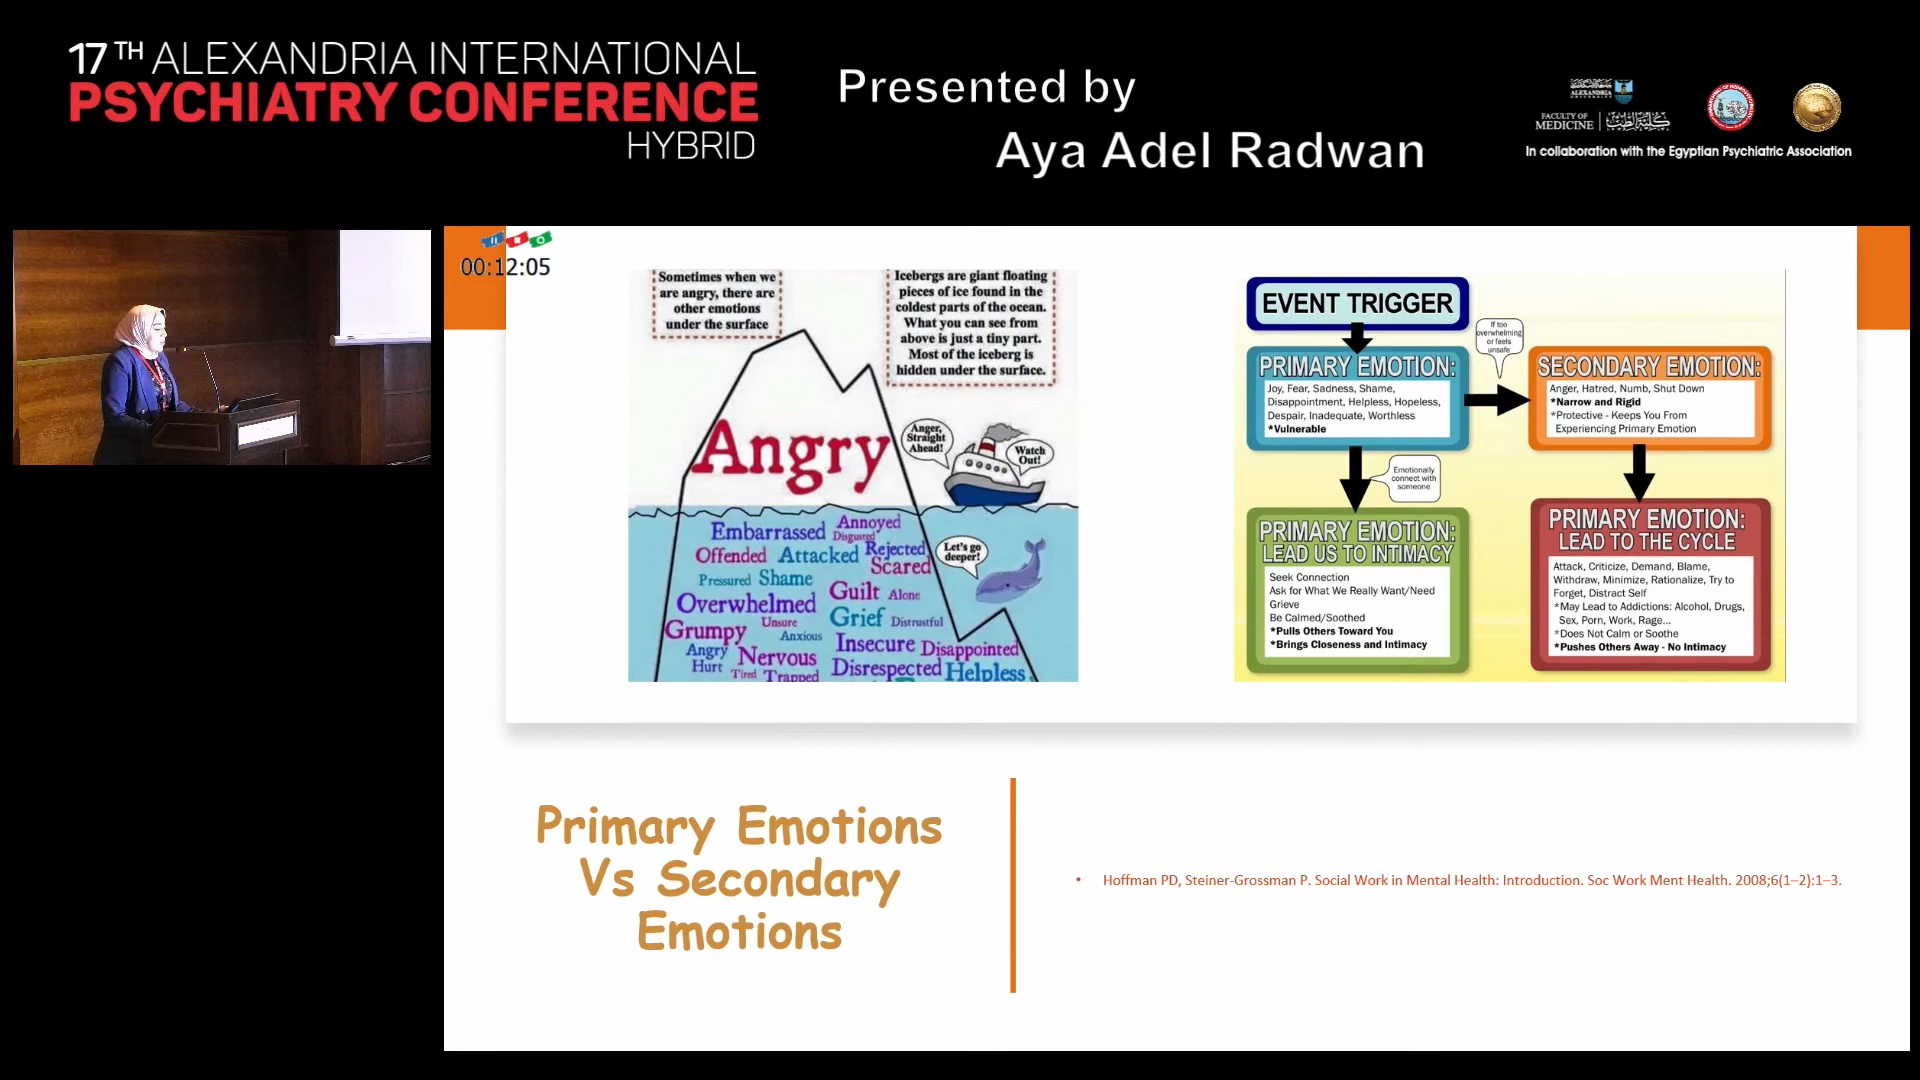 17TH ALEXANDRIA INTERNATIONAL
PSYCHIATRY CONFERENCE
HYBRID
Presented by
Aya Adel Radwan
ALEXANDRIA
FACULTY OF
MEDICINE
كلية الطب
In collaboration with the Egyptian Psychiatric Association
00:12:05
Sometimes when we
are angry, there are
other emotions
under the surface
Icebergs are giant floating
pieces of ice found in the
coldest parts of the ocean.
What you can see from
above is just a tiny part.
Most of the iceberg is
hidden under the surface.
Angry
Anger,
Straight
Ahead!
Watch
Out!
Embarrassed Annoyed
Disgusted
Offended Attacked Rejected
Scared
Let's go
deeper!
Pressured Shame
Guilt Alone
Overwhelmed
Grief Distrustful
Grumpy Unsure
Anxious
Insecure Disappointed
Angry
Hurt Nervous
Tired Trapped
Disrespected Helpless
EVENT TRIGGER
If too
overwhelming
or feels
unsafe
PRIMARY EMOTION:
Joy, Fear, Sadness, Shame,
Disappointment, Helpless, Hopeless,
Despair, Inadequate, Worthless
*Vulnerable
SECONDARY EMOTION:
Anger, Hatred, Numb, Shut Down
*Narrow and Rigid
*Protective - Keeps You From
Experiencing Primary Emotion
Emotionally
connect with
someone
PRIMARY EMOTION:
LEAD US TO INTIMACY
Seek Connection
Ask for What We Really Want/Need
Grieve
Be Calmed/Soothed
*Pulls Others Toward You
*Brings Closeness and Intimacy
PRIMARY EMOTION:
LEAD TO THE CYCLE
Attack, Criticize, Demand, Blame,
Withdraw, Minimize, Rationalize, Try to
Forget, Distract Self
*May Lead to Addictions: Alcohol, Drugs,
Sex, Porn, Work, Rage...
*Does Not Calm or Soothe
*Pushes Others Away - No Intimacy
Primary Emotions
Vs Secondary
Emotions
• Hoffman PD, Steiner-Grossman P. Social Work in Mental Health: Introduction. Soc Work Ment Health. 2008;6(1–2):1–3.